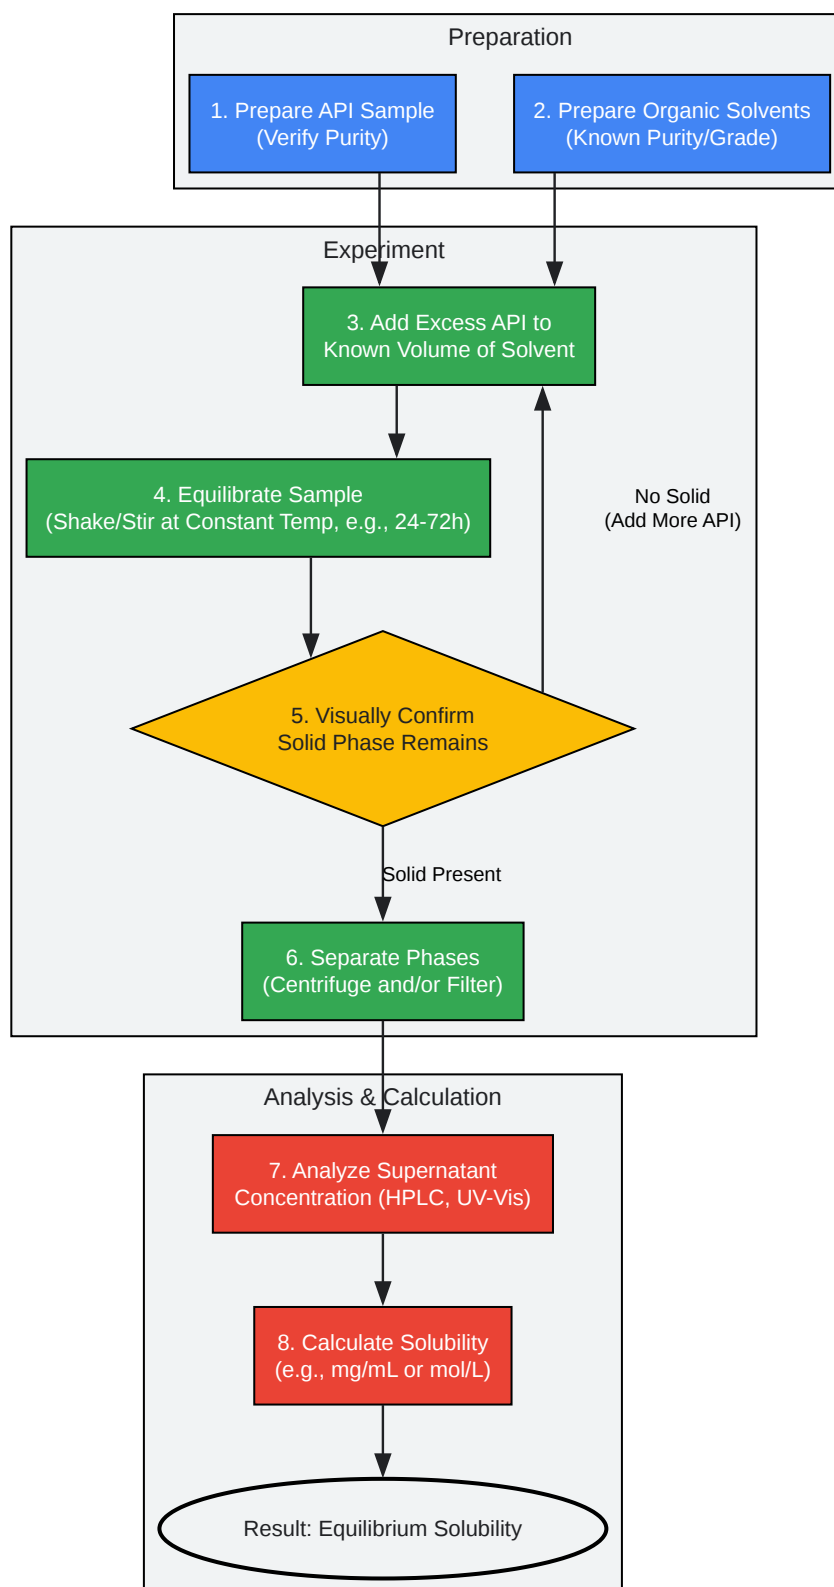 Preparation
1. Prepare API Sample
(Verify Purity)
2. Prepare Organic Solvents
(Known Purity/Grade)
Experiment
3. Add Excess API to
Known Volume of Solvent
4. Equilibrate Sample
(Shake/Stir at Constant Temp, e.g., 24-72h)
No Solid
(Add More API)
5. Visually Confirm
Solid Phase Remains
Solid Present
6. Separate Phases
(Centrifuge and/or Filter)
Analysis & Calculation
7. Analyze Supernatant
Concentration (HPLC, UV-Vis)
8. Calculate Solubility
(e.g., mg/mL or mol/L)
Result: Equilibrium Solubility